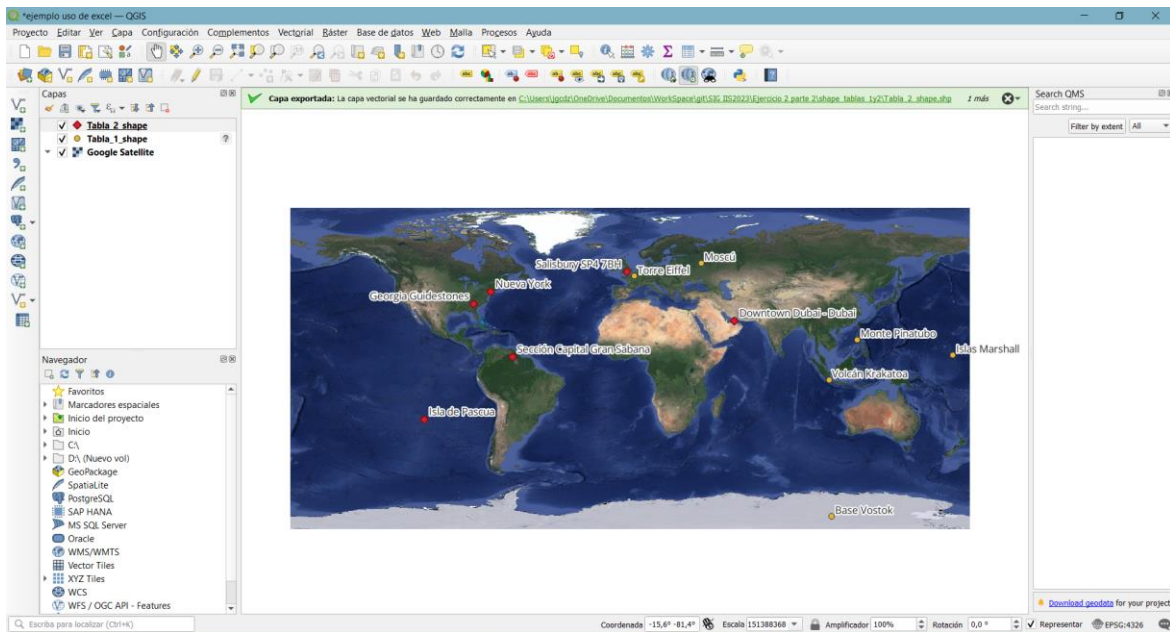 *ejemplo uso de excel — QGIS
Proyecto Editar Ver Capa Configuración Complementos Vectorial Ráster Base de datos Web Malla Procesos Ayuda
Capas
Tabla_2_shape
Tabla_1_shape
Google Satellite
Capa exportada: La capa vectorial se ha guardado correctamente en C:\Users\jgcdz\OneDrive\Documentos\WorkSpace\git\SIG_IIS2023\Ejercicio 2 parte 2\shape_tablas_1y2\Tabla_2_shape.shp 1 más
Search QMS
Search string...
Filter by extent All
Salisbury SP4 7BH
Torre Eiffel
Moscú
Georgia Guidestones
Nueva York
Downtown Dubai - Dubai
Monte Pinatubo
Islas Marshall
Sección Capital Gran Sabana
Volcán Krakatoa
Isla de Pascua
Base Vostok
Navegador
Favoritos
Marcadores espaciales
Inicio del proyecto
Inicio
C:\
D:\ (Nuevo vol)
GeoPackage
SpatiaLite
PostgreSQL
SAP HANA
MS SQL Server
Oracle
WMS/WMTS
Vector Tiles
XYZ Tiles
WCS
WFS / OGC API - Features
Download geodata for your project
Escriba para localizar (Ctrl+K)
Coordenada -15,6° -81,4° Escala 151388368 Amplificador 100% Rotación 0,0 ° Representar EPSG:4326